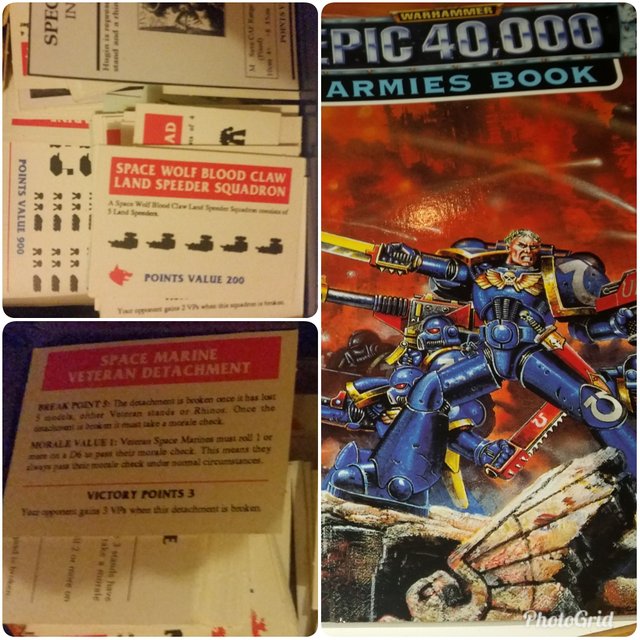 SPEC
IN
POINTS V
POINTS VALUE 900
AD
SPACE WOLF BLOOD CLAW
LAND SPEEDER SQUADRON
A Space Wolf Blood Claw Land Speeder Squadron consists of
5 Land Speeders.
POINTS VALUE 200
Your opponent gains 2 VPs when this squadron is broken.
SPACE MARINE
VETERAN DETACHMENT
BREAK POINT 5: The detachment is broken once it has lost
5 models, either Veteran stands or Rhinos. Once the
detachment is broken it must take a morale check.
MORALE VALUE 1: Veteran Space Marines must roll 1 or
more on a D6 to pass their morale check. This means they
always pass their morale check under normal circumstances.
VICTORY POINTS 3
Your opponent gains 3 VPs when this detachment is broken.
WARHAMMER
EPIC 40,000
ARMIES BOOK
PhotoGrid